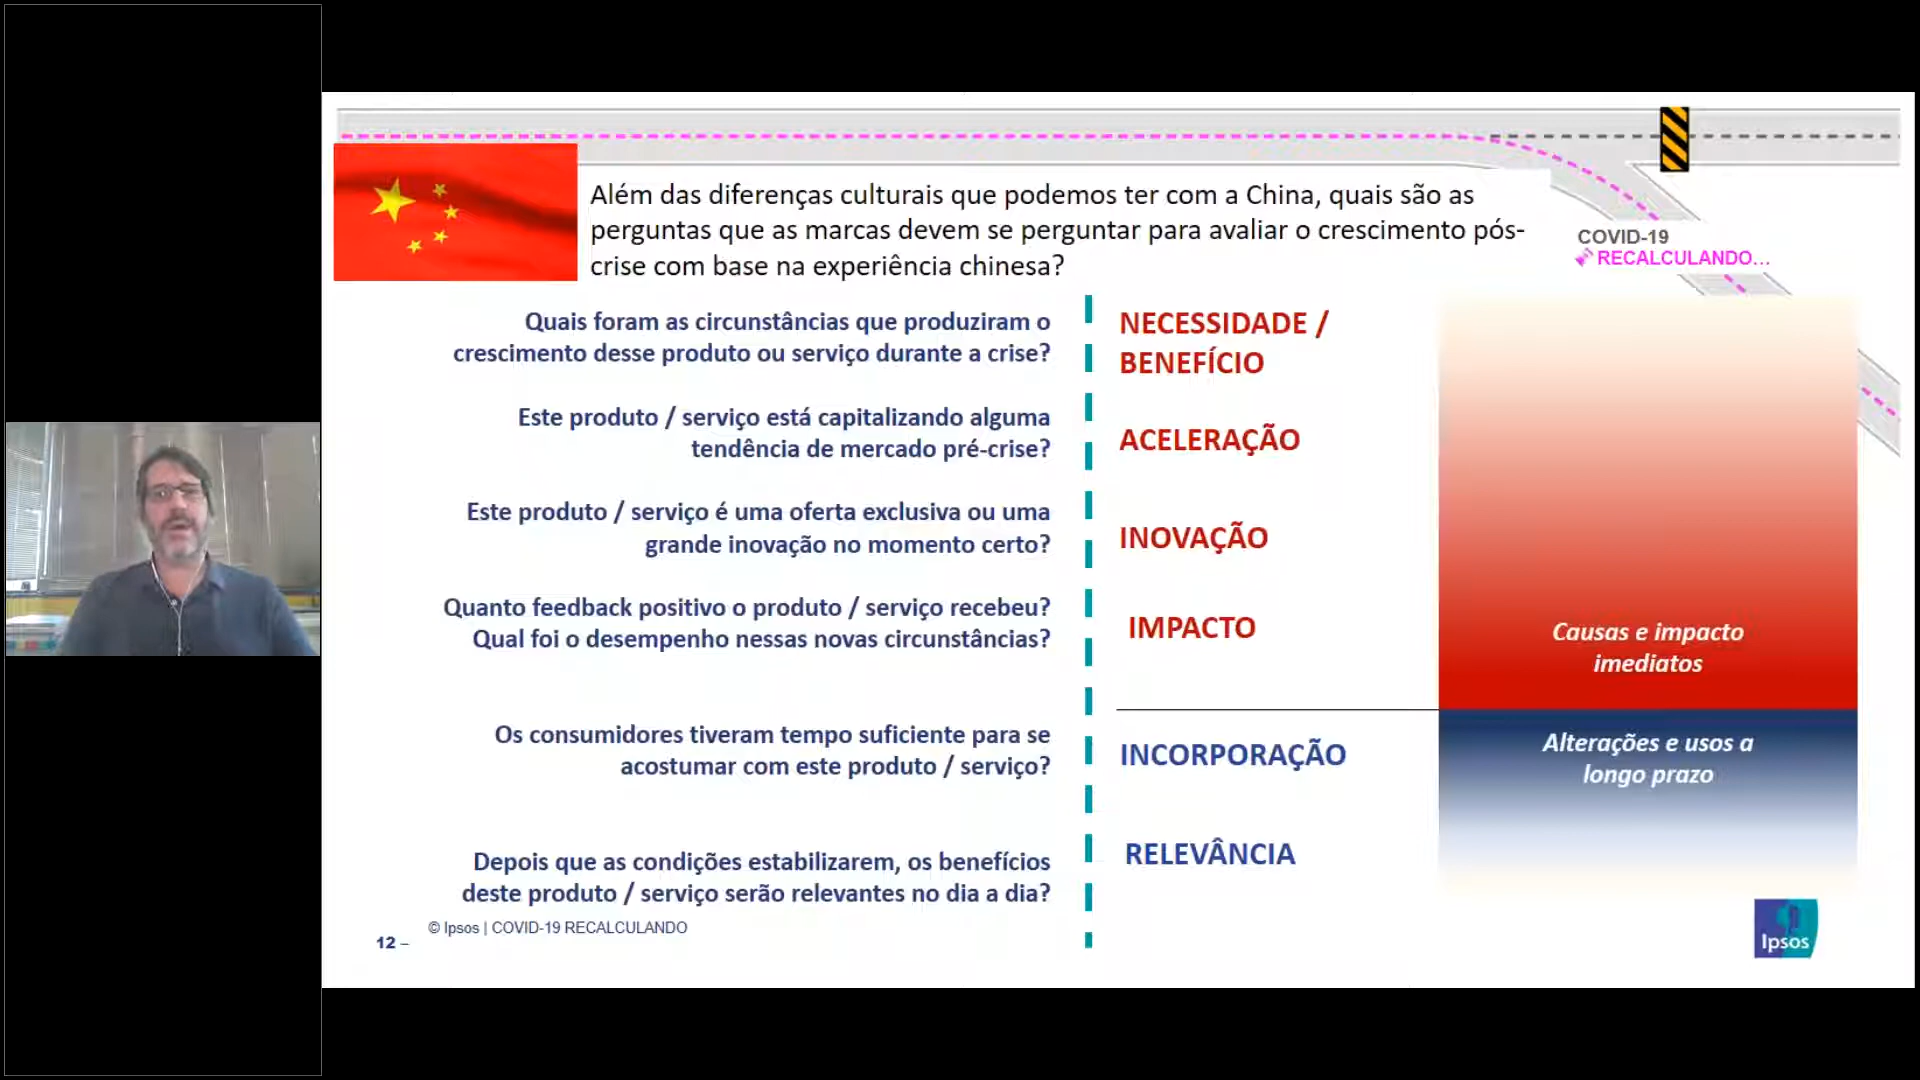 Além das diferenças culturais que podemos ter com a China, quais são as
perguntas que as marcas devem se perguntar para avaliar o crescimento pós-
crise com base na experiência chinesa?
COVID-19
RECALCULANDO...
Quais foram as circunstâncias que produziram o
crescimento desse produto ou serviço durante a crise?
NECESSIDADE /
BENEFÍCIO
Este produto / serviço está capitalizando alguma
tendência de mercado pré-crise?
ACELERAÇÃO
Este produto / serviço é uma oferta exclusiva ou uma
grande inovação no momento certo?
INOVAÇÃO
Quanto feedback positivo o produto / serviço recebeu?
Qual foi o desempenho nessas novas circunstâncias?
IMPACTO
Causas e impacto
imediatos
Os consumidores tiveram tempo suficiente para se
acostumar com este produto / serviço?
INCORPORAÇÃO
Alterações e usos a
longo prazo
Depois que as condições estabilizarem, os benefícios
deste produto / serviço serão relevantes no dia a dia?
RELEVÂNCIA
12 –
© Ipsos | COVID-19 RECALCULANDO
Ipsos